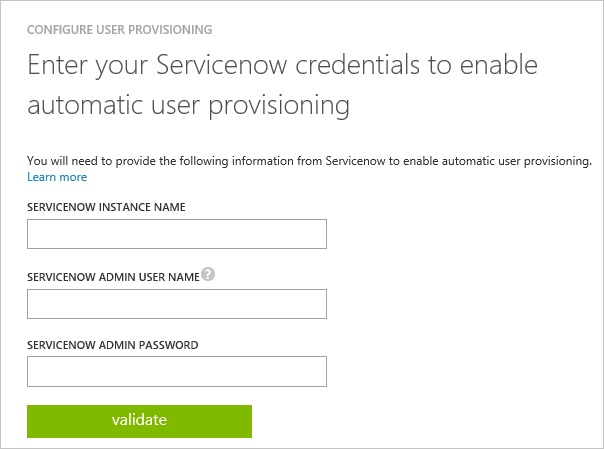 CONFIGURE USER PROVISIONING
Enter your Servicenow credentials to enable
automatic user provisioning
You will need to provide the following information from Servicenow to enable automatic user provisioning.
Learn more
SERVICENOW INSTANCE NAME
SERVICENOW ADMIN USER NAME ?
SERVICENOW ADMIN PASSWORD
validate